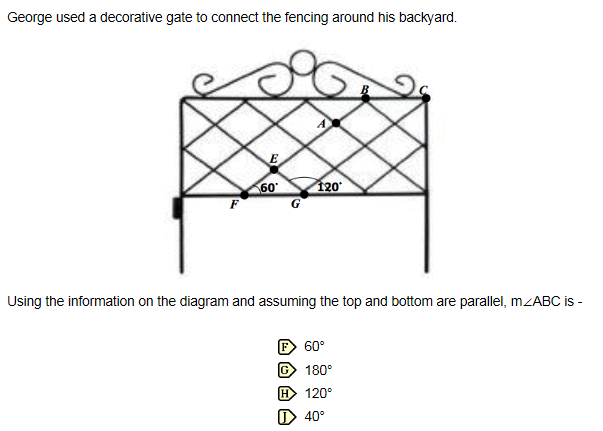 George used a decorative gate to connect the fencing around his backyard.
B
C
A
E
60°
120°
F
G
Using the information on the diagram and assuming the top and bottom are parallel, m∠ABC is -
F 60°
G 180°
H 120°
J 40°